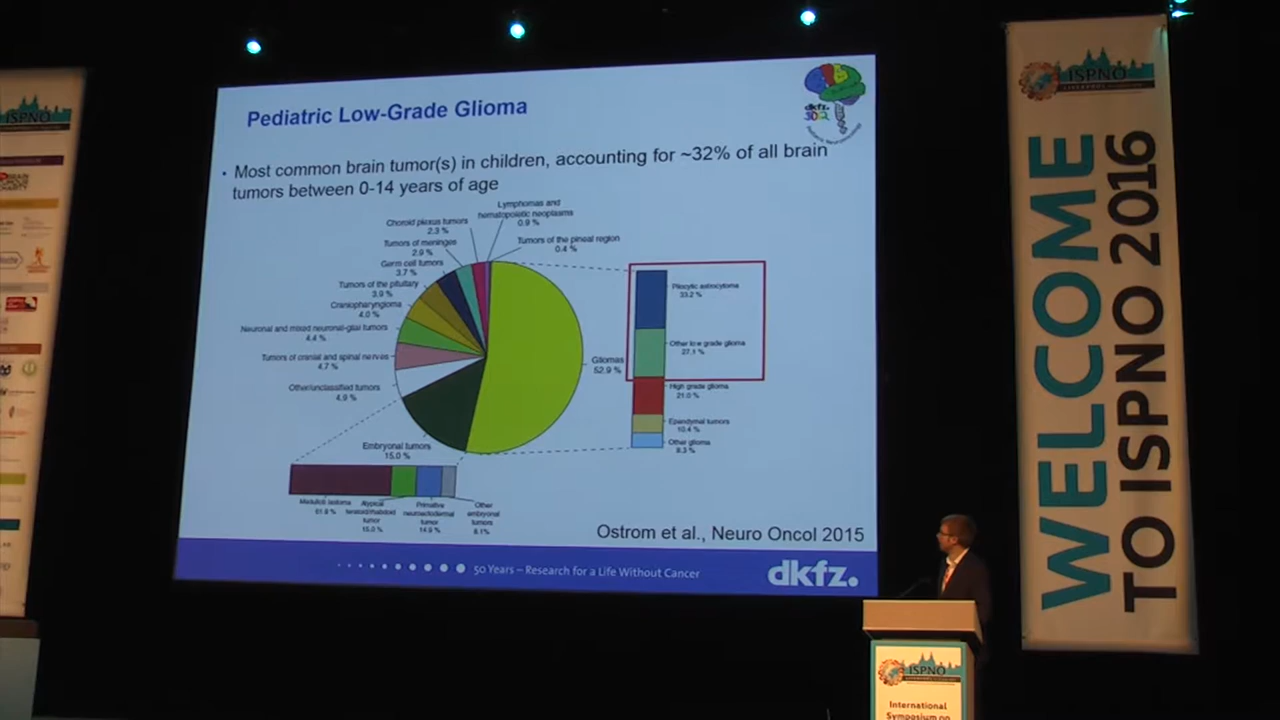 Pediatric Low-Grade Glioma
dkfz.
Most common brain tumor(s) in children, accounting for ~32% of all brain
tumors between 0-14 years of age
Lymphomas and
hematopoietic neoplasms
0.9 %
Choroid plexus tumors
2.3 %
Tumors of the pineal region
0.4 %
Tumors of meninges
2.9 %
Germ cell tumors
3.7 %
Tumors of the pituitary
3.9 %
Craniopharyngioma
4.0 %
Neuronal and mixed neuronal-glial tumors
4.4 %
Tumors of cranial and spinal nerves
4.7 %
Other/unclassified tumors
4.9 %
Embryonal tumors
15.0 %
Gliomas
52.9 %
Pilocytic astrocytoma
33.2 %
Other low grade glioma
27.1 %
High grade glioma
21.0 %
Ependymal tumors
10.4 %
Other glioma
8.3 %
Medulloblastoma
61.8 %
Atypical
teratoid/rhabdoid
tumor
15.0 %
Primitive
neuroectodermal
tumor
14.9 %
Other
embryonal
tumors
8.1%
Ostrom et al., Neuro Oncol 2015
50 Years – Research for a Life Without Cancer
dkfz.
ISPNO
ISPNO
WELCOME
TO ISPNO 2016
ISPNO
International
Symposium on